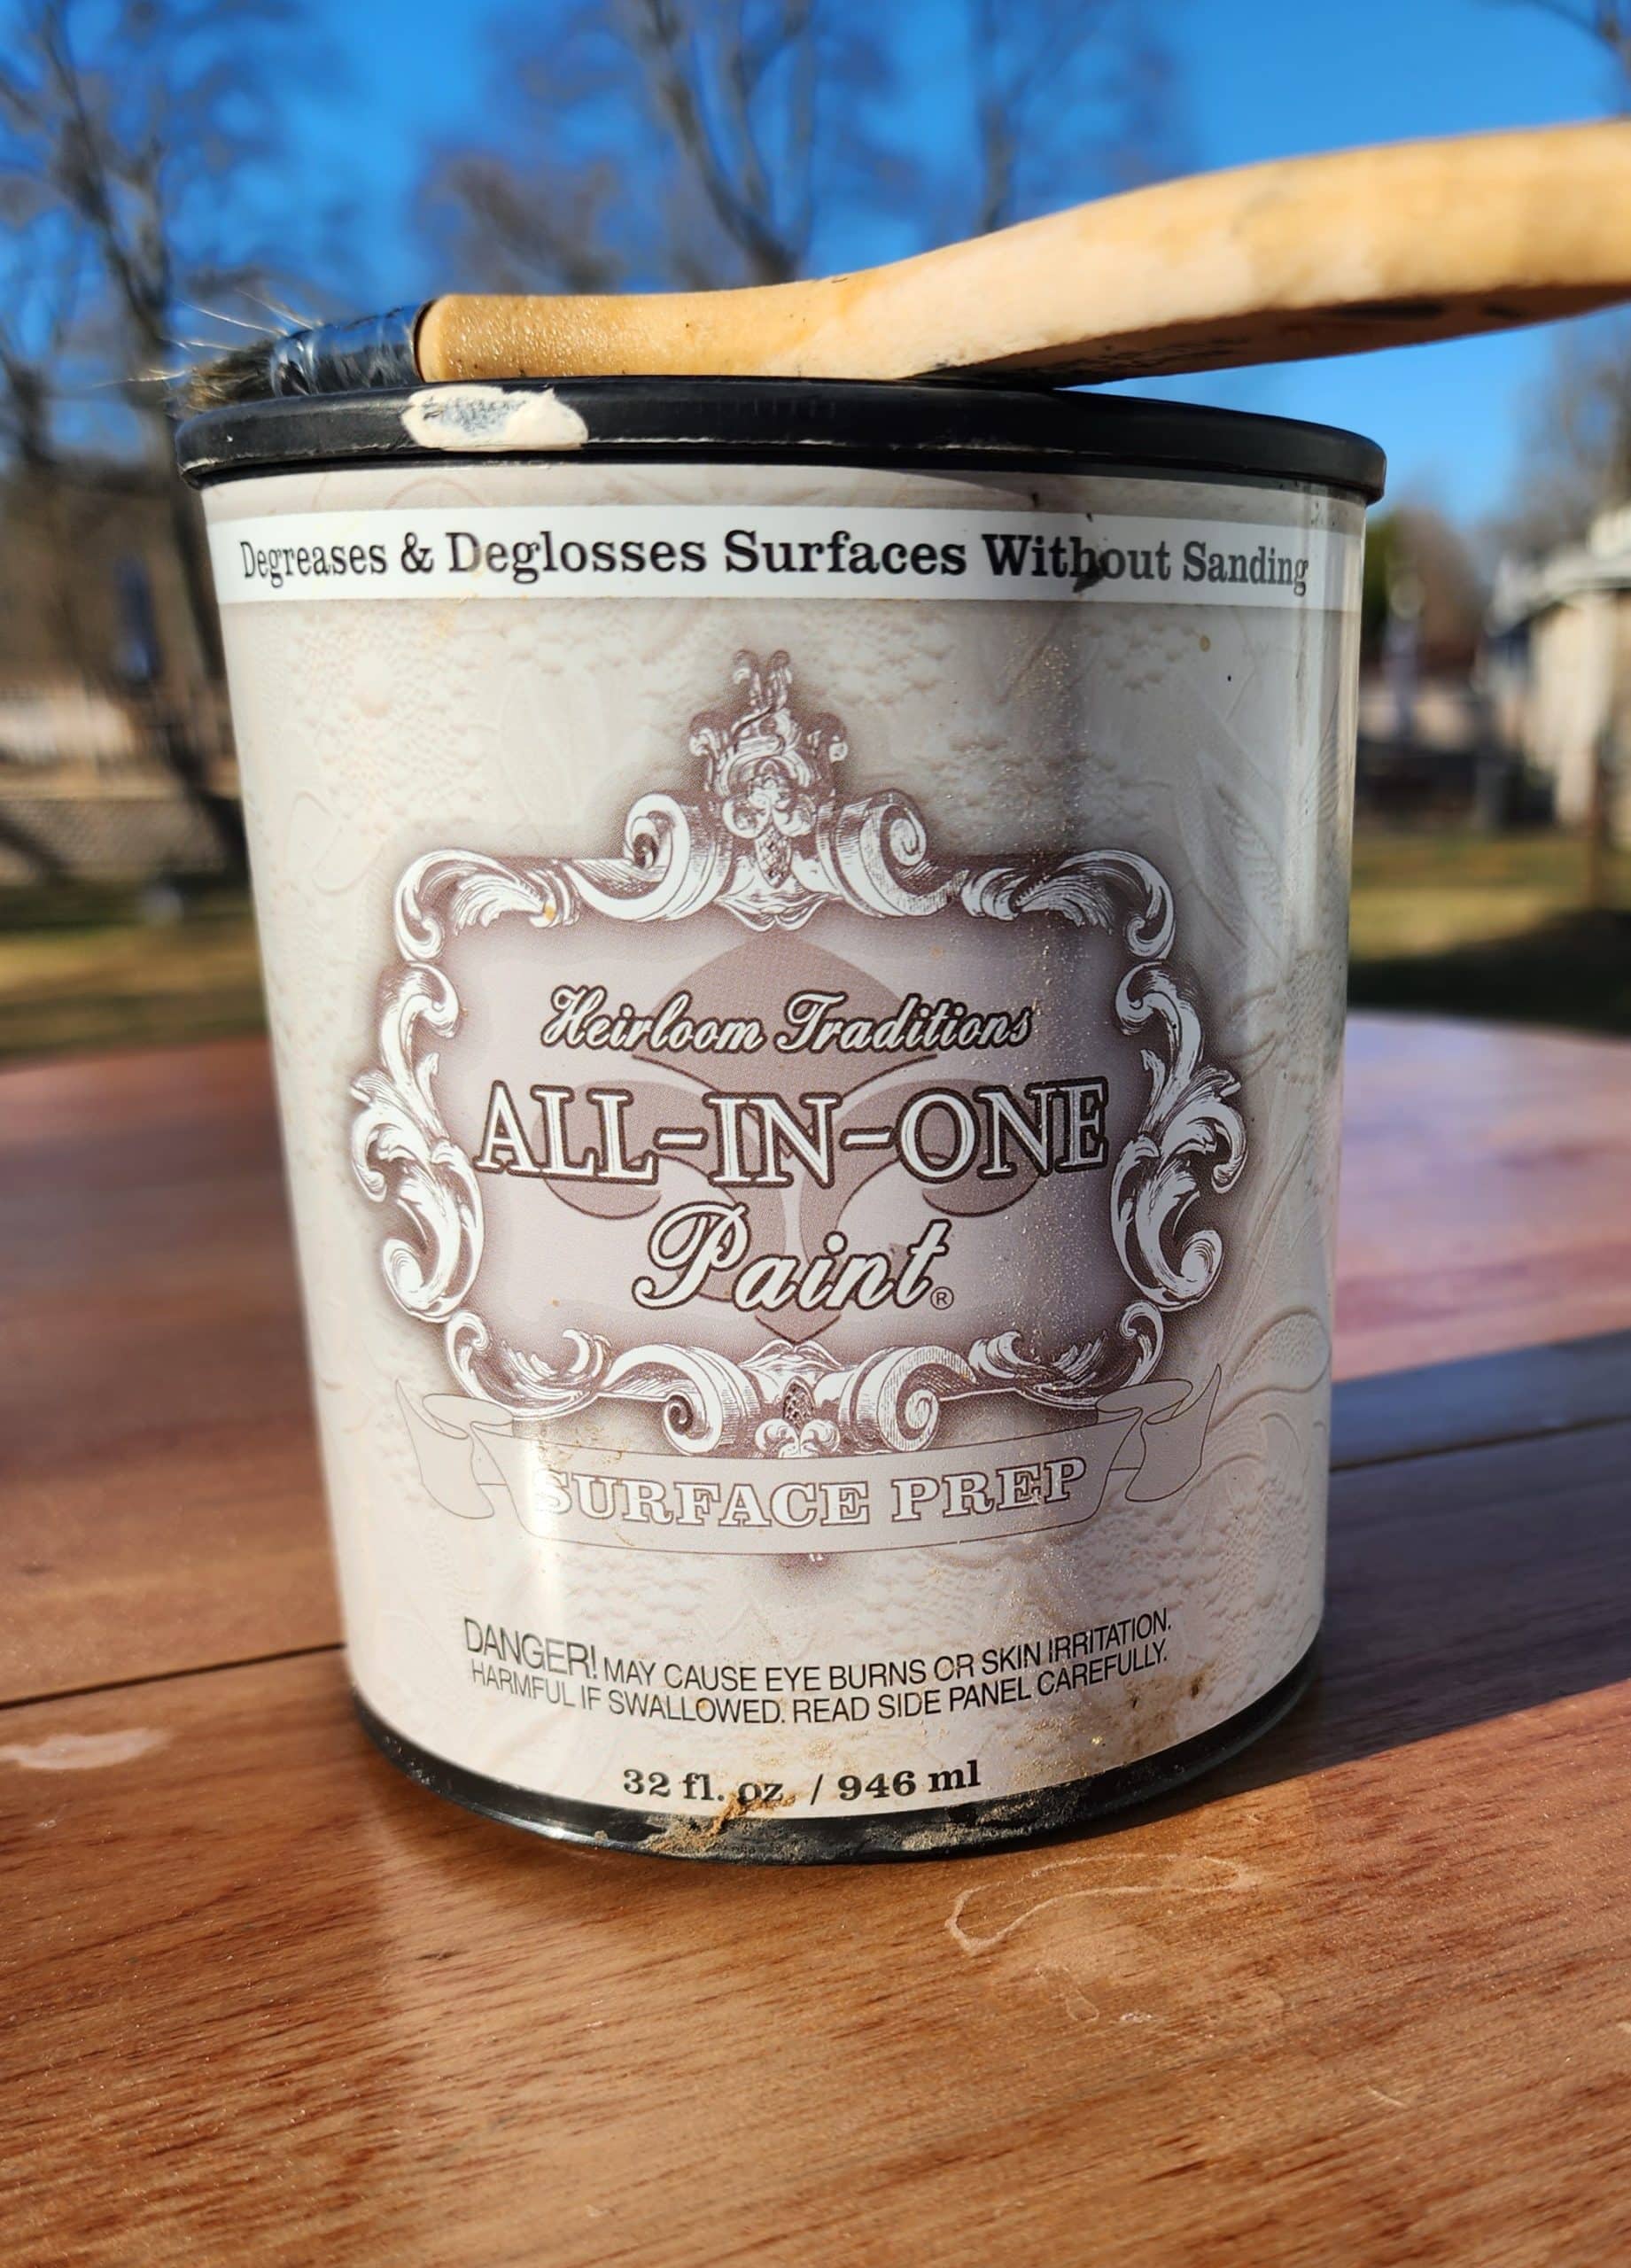 Degreases & Deglosses Surfaces Without Sanding
Heirloom Traditions
ALL-IN-ONE
Paint®
SURFACE PREP
DANGER! MAY CAUSE EYE BURNS OR SKIN IRRITATION.
HARMFUL IF SWALLOWED. READ SIDE PANEL CAREFULLY.
32 fl. oz / 946 ml